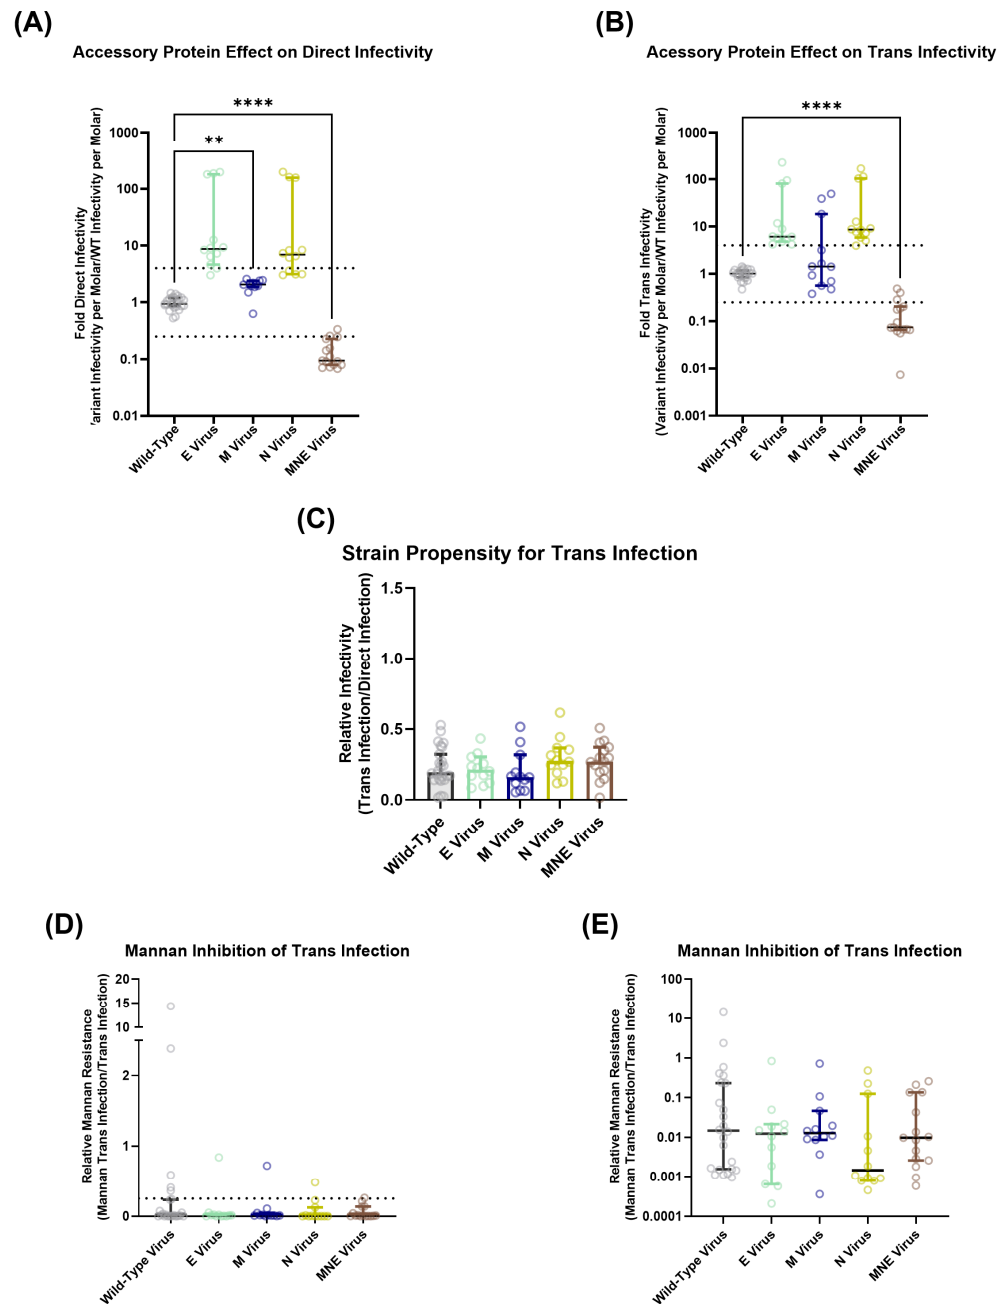 (A)
Accessory Protein Effect on Direct Infectivity
Fold Direct Infectivity
ariant Infectivity per Molar/WT Infectivity per Molar)
1000
100
10
1
0.1
0.01
****
**
Wild-Type
E Virus
M Virus
N Virus
MNE Virus
(B)
Acessory Protein Effect on Trans Infectivity
Fold Trans Infectivity
(Variant Infectivity per Molar/WT Infectivity per Molar)
1000
100
10
1
0.1
0.01
0.001
****
Wild-Type
E Virus
M Virus
N Virus
MNE Virus
(C)
Strain Propensity for Trans Infection
Relative Infectivity
(Trans Infection/Direct Infection)
1.5
1.0
0.5
0.0
Wild-Type
E Virus
M Virus
N Virus
MNE Virus
(D)
Mannan Inhibition of Trans Infection
Relative Mannan Resistance
(Mannan Trans Infection/Trans Infection)
20
15
10
2
1
0
Wild-Type Virus
E Virus
M Virus
N Virus
MNE Virus
(E)
Mannan Inhibition of Trans Infection
Relative Mannan Resistance
(Mannan Trans Infection/Trans Infection)
100
10
1
0.1
0.01
0.001
0.0001
Wild-Type Virus
E Virus
M Virus
N Virus
MNE Virus